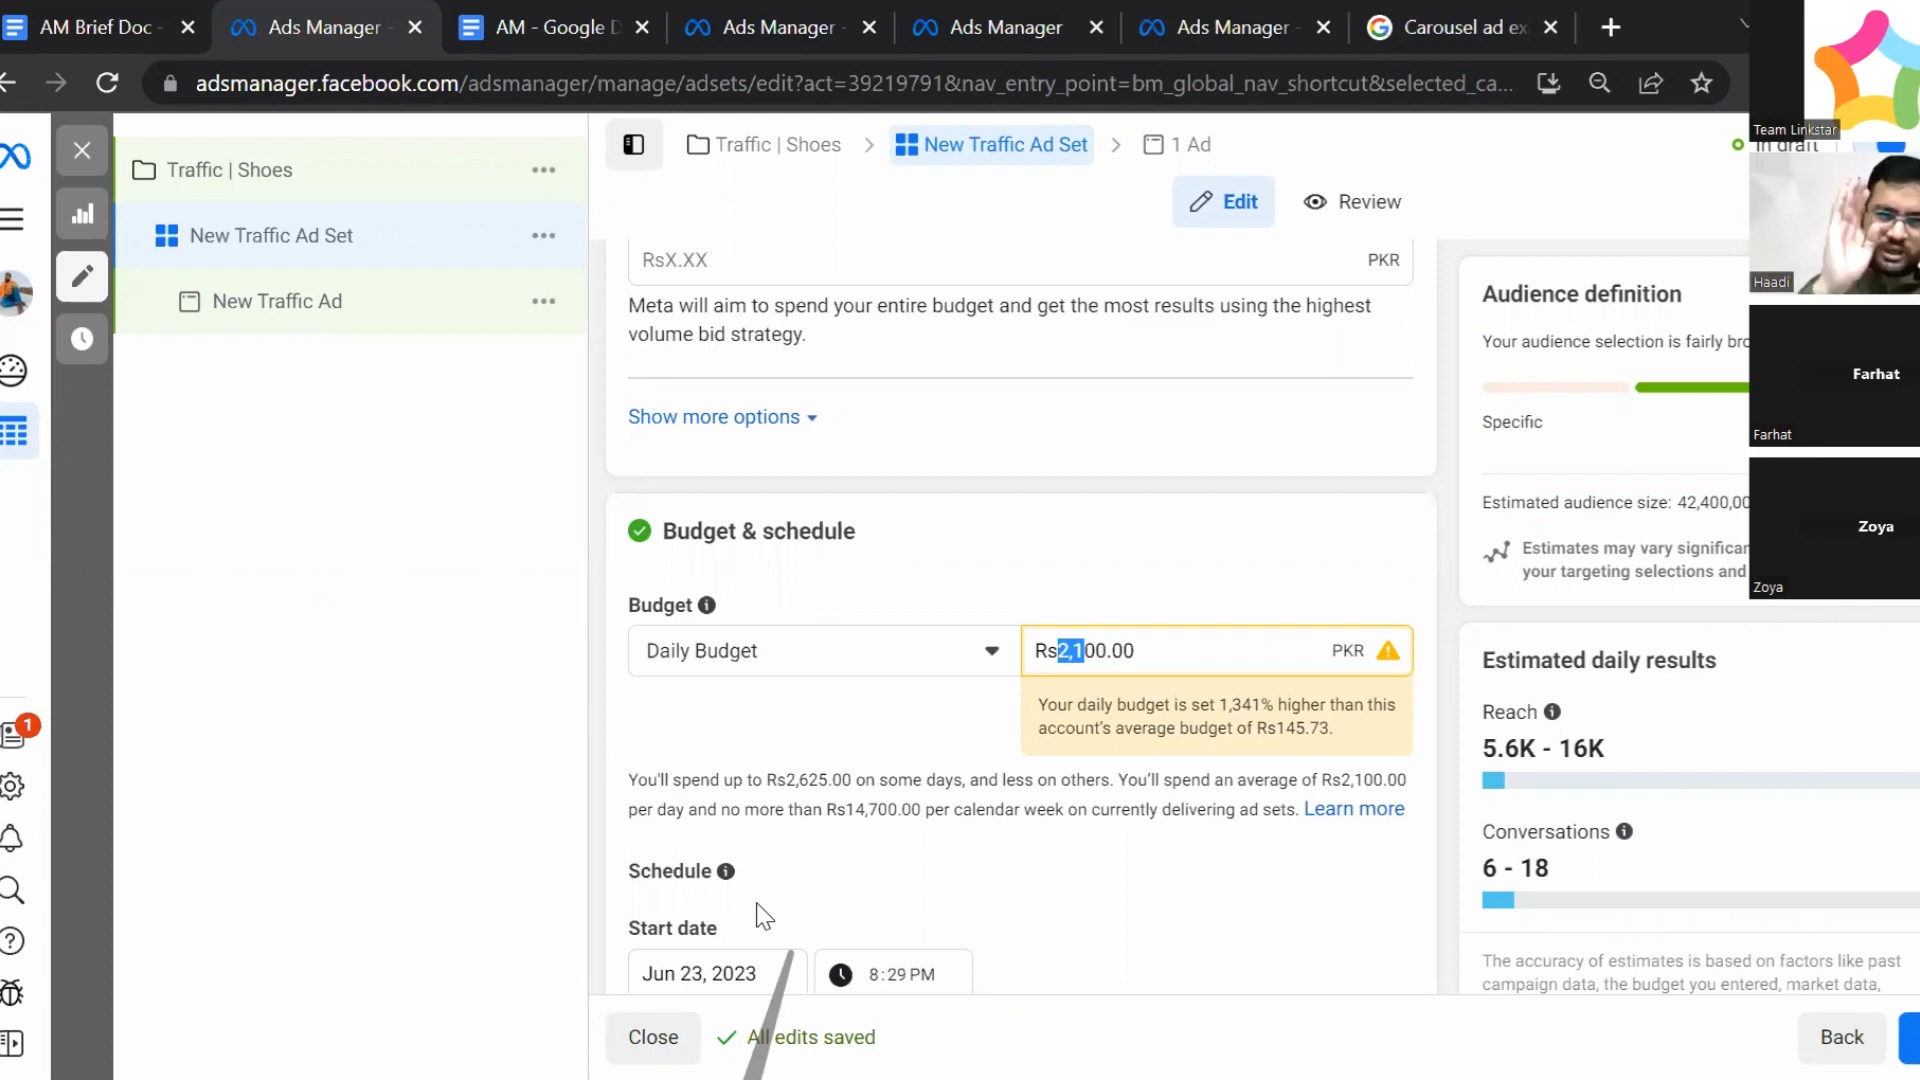 AM Brief Doc -
Ads Manager -
AM - Google D
Ads Manager -
Ads Manager
Ads Manager -
Carousel ad ex
adsmanager.facebook.com/adsmanager/manage/adsets/edit?act=39219791&nav_entry_point=bm_global_nav_shortcut&selected_ca...
Team Linkstar
Traffic | Shoes
New Traffic Ad Set
New Traffic Ad
Traffic | Shoes
New Traffic Ad Set
1 Ad
In draft
Edit
Review
Haadi
RsX.XX
PKR
Meta will aim to spend your entire budget and get the most results using the highest
volume bid strategy.
Show more options
Audience definition
Your audience selection is fairly bro
Specific
Farhat
Farhat
Estimated audience size: 42,400,00
Estimates may vary significan
your targeting selections and
Zoya
Zoya
Budget & schedule
Budget
Daily Budget
Rs2,100.00
PKR
Your daily budget is set 1,341% higher than this
account's average budget of Rs145.73.
You'll spend up to Rs2,625.00 on some days, and less on others. You'll spend an average of Rs2,100.00
per day and no more than Rs14,700.00 per calendar week on currently delivering ad sets. Learn more
Schedule
Start date
Jun 23, 2023
8:29 PM
Estimated daily results
Reach
5.6K - 16K
Conversations
6 - 18
The accuracy of estimates is based on factors like past
campaign data, the budget you entered, market data,
1
Close
All edits saved
Back